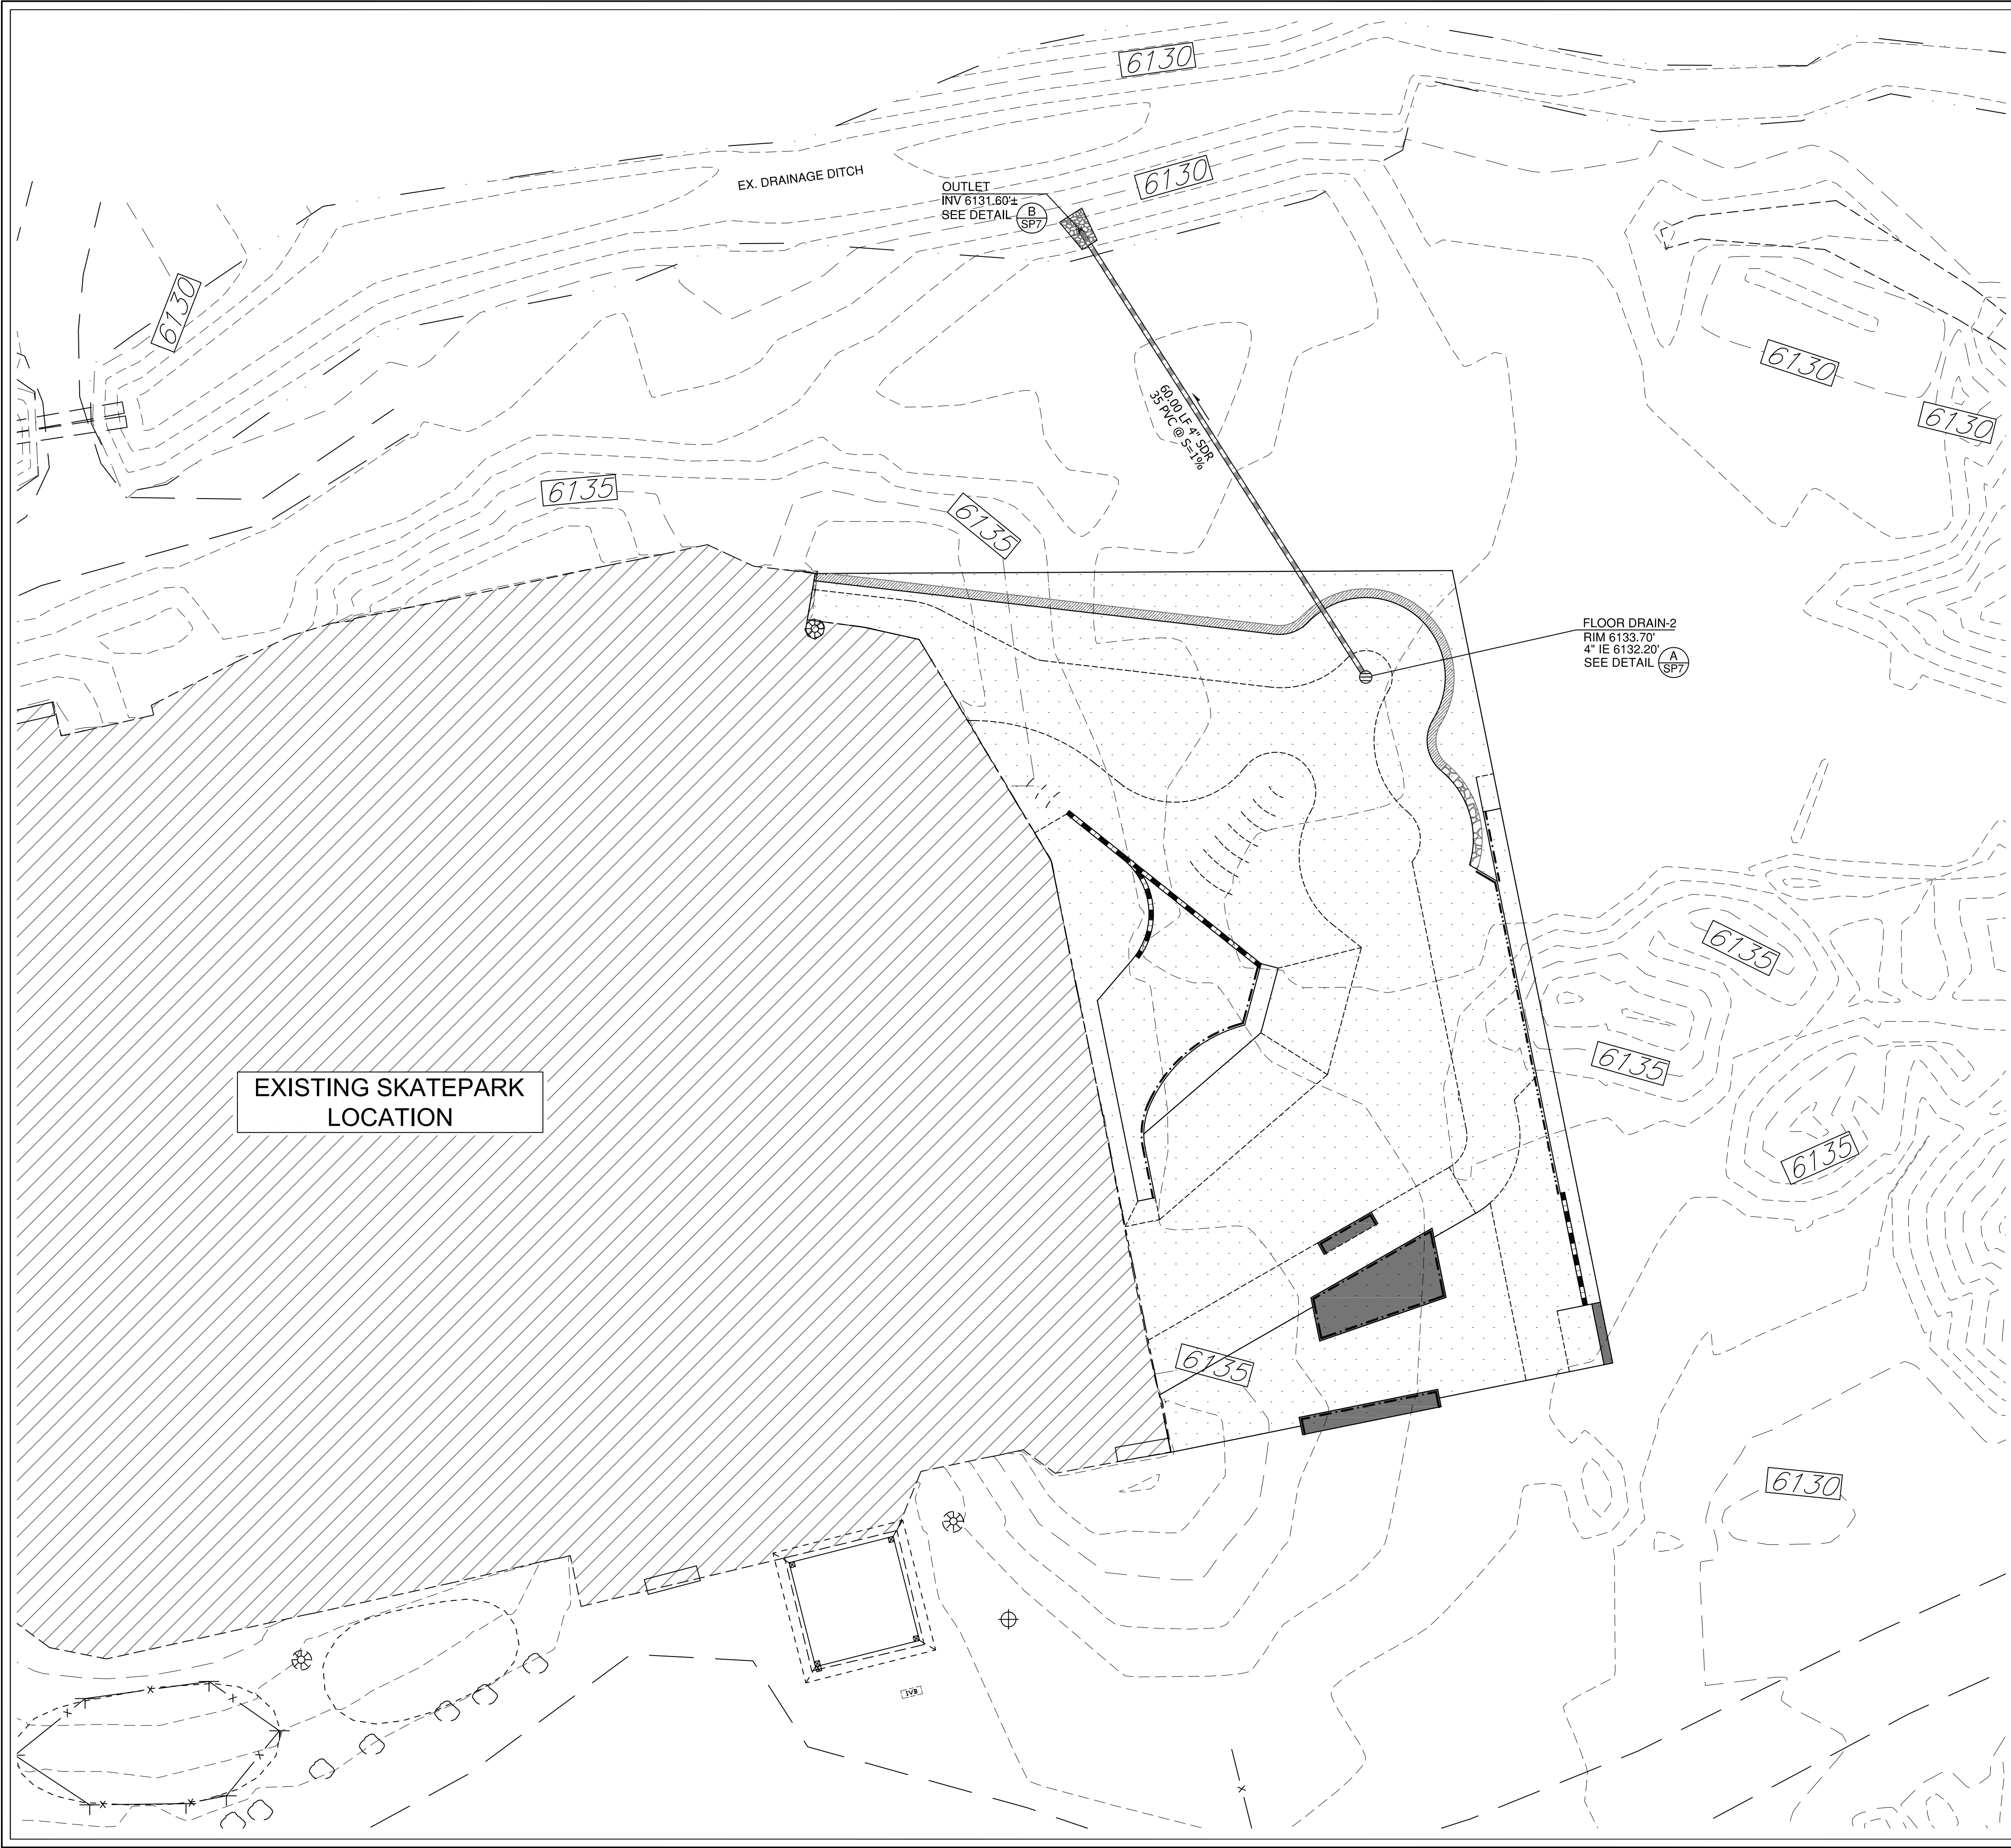 6130
EX. DRAINAGE DITCH
OUTLET
INV 6131.60'±
SEE DETAIL
B
SP7
6130
6130
6130
6130
60.00 LF 4" SDR
35 PVC @ S=1%
6135
6135
FLOOR DRAIN-2
RIM 6133.70'
4" IE 6132.20'
SEE DETAIL
A
SP7
6135
6135
EXISTING SKATEPARK
LOCATION
6135
6135
6130
IVB
X
X
X
X
X
X
X